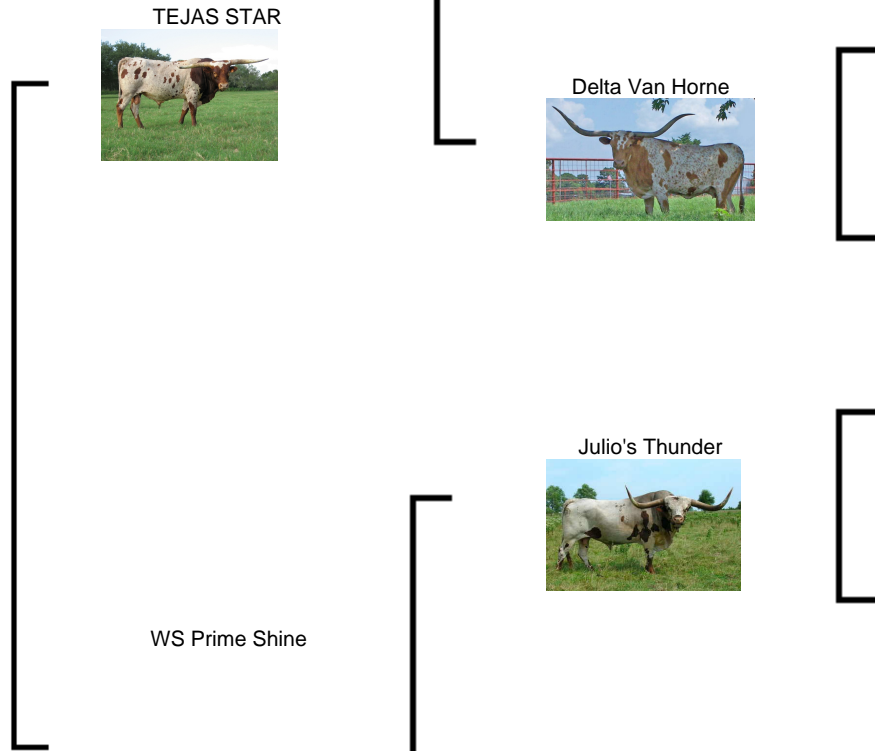 TEJAS STAR
Delta Van Horne
Julio's Thunder
WS Prime Shine